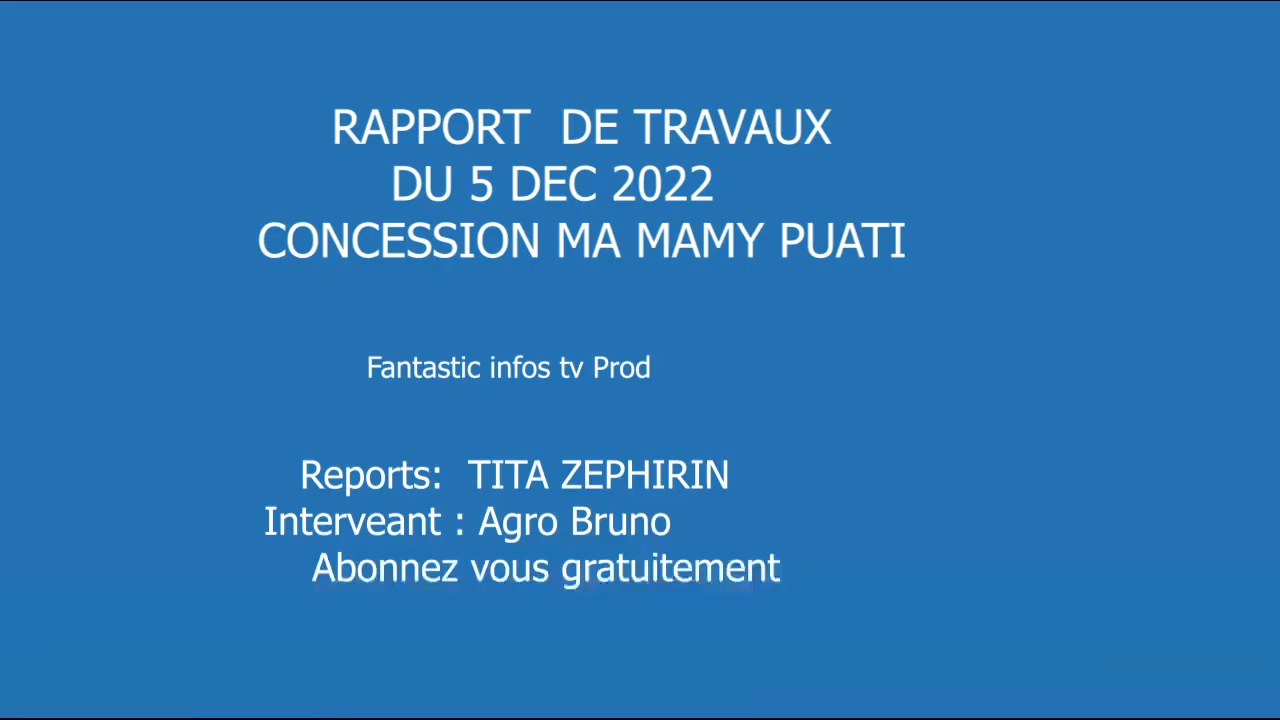 RAPPORT DE TRAVAUX
DU 5 DEC 2022
CONCESSION MA MAMY PUATI
Fantastic infos tv Prod
Reports: TITA ZEPHIRIN
Interveant : Agro Bruno
Abonnez vous gratuitement